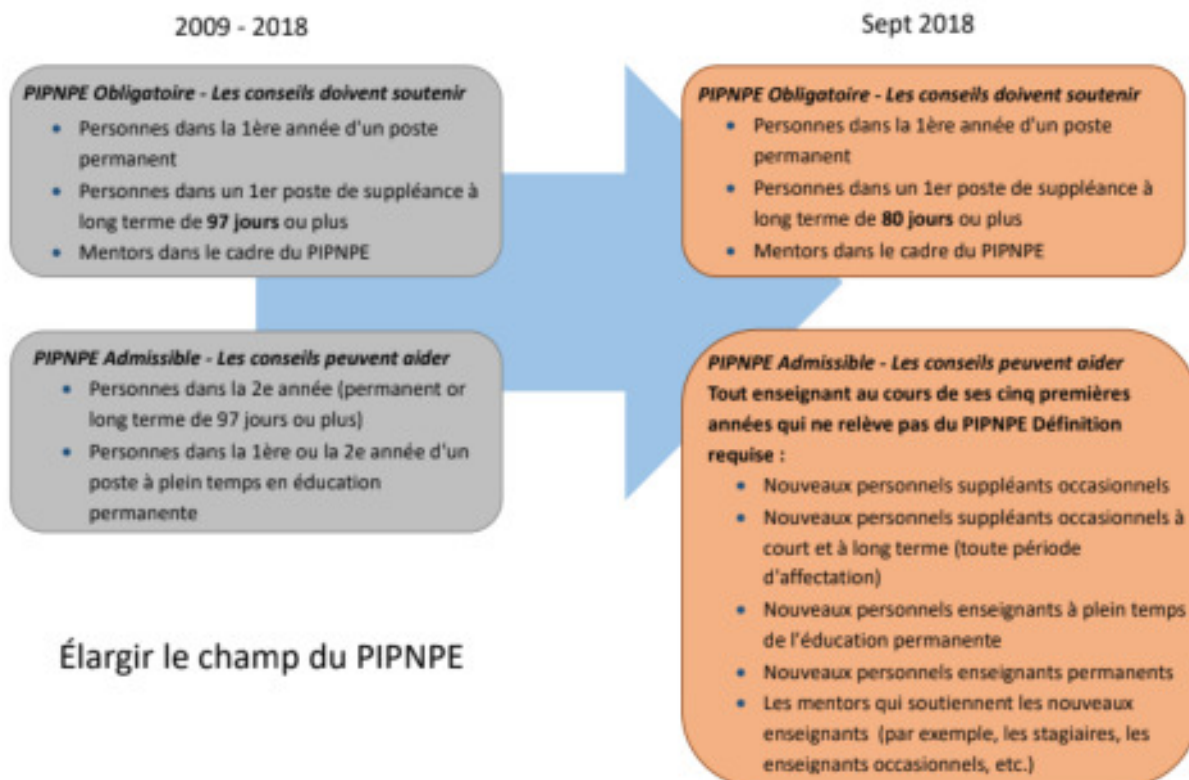 2009 - 2018
PIPNPE Obligatoire - Les conseils doivent soutenir
• Personnes dans la 1ère année d'un poste
permanent
• Personnes dans un 1er poste de suppléance à
long terme de 97 jours ou plus
• Mentors dans le cadre du PIPNPE
PIPNPE Admissible - Les conseils peuvent aider
• Personnes dans la 2e année (permanent or
long terme de 97 jours ou plus)
• Personnes dans la 1ère ou la 2e année d'un
poste à plein temps en éducation
permanente
Élargir le champ du PIPNPE
Sept 2018
PIPNPE Obligatoire - Les conseils doivent soutenir
• Personnes dans la 1ère année d'un poste
permanent
• Personnes dans un 1er poste de suppléance à
long terme de 80 jours ou plus
• Mentors dans le cadre du PIPNPE
PIPNPE Admissible - Les conseils peuvent aider
Tout enseignant au cours de ses cinq premières
années qui ne relève pas du PIPNPE Définition
requise :
• Nouveaux personnels suppléants occasionnels
• Nouveaux personnels suppléants occasionnels à
court et à long terme (toute période
d'affectation)
• Nouveaux personnels enseignants à plein temps
de l'éducation permanente
• Nouveaux personnels enseignants permanents
• Les mentors qui soutiennent les nouveaux
enseignants (par exemple, les stagiaires, les
enseignants occasionnels, etc.)